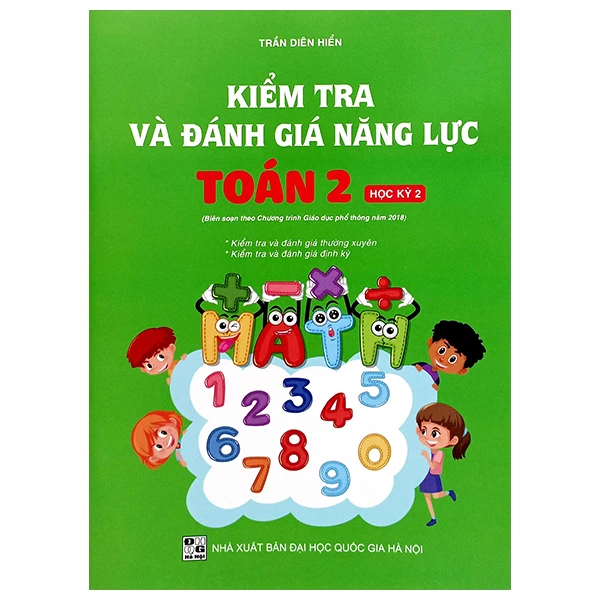 TRẦN DIÊN HIỂN
KIỂM TRA
VÀ ĐÁNH GIÁ NĂNG LỰC
TOÁN 2 HỌC KỲ 2
(Biên soạn theo Chương trình Giáo dục phổ thông năm 2018)
* Kiểm tra và đánh giá thường xuyên
* Kiểm tra và đánh giá định kỳ
+ − × ÷
MATH
1 2 3 4 5
6 7 8 9 0
ĐHQG
Hà Nội
NHÀ XUẤT BẢN ĐẠI HỌC QUỐC GIA HÀ NỘI